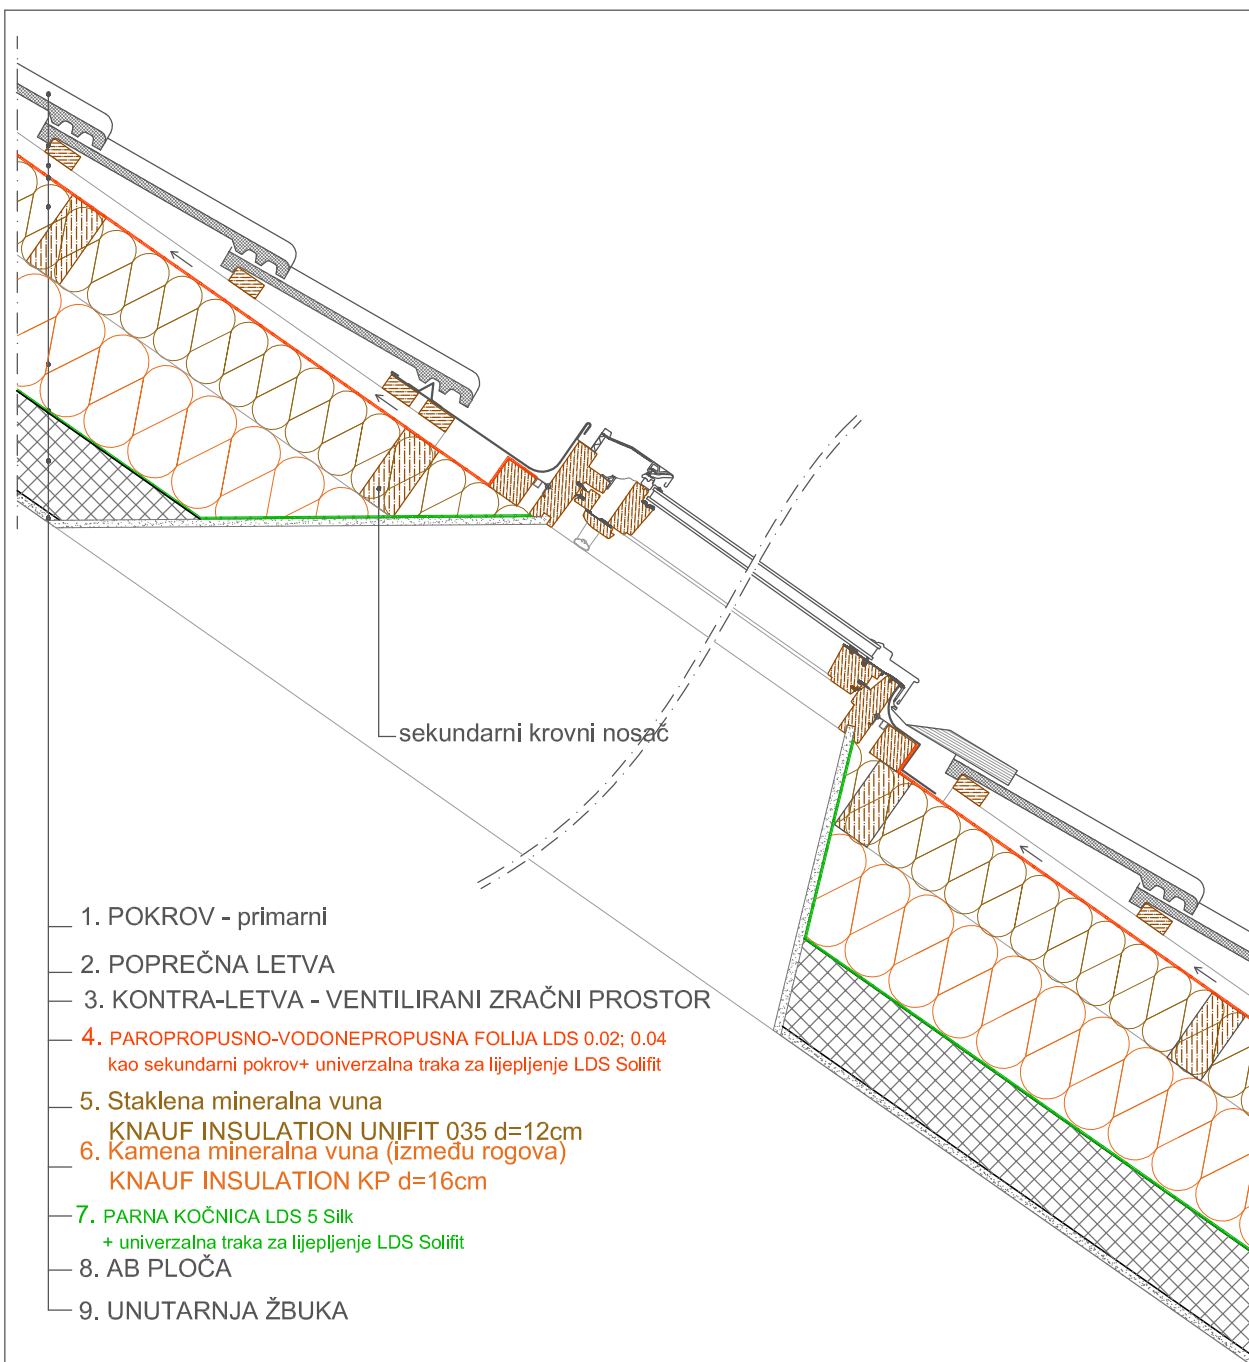 sekundarni krovni nosač
1. POKROV - primarni
2. POPREČNA LETVA
3. KONTRA-LETVA - VENTILIRANI ZRAČNI PROSTOR
4. PAROPROPUSNO-VODONEPROPUSNA FOLIJA LDS 0.02; 0.04
kao sekundarni pokrov+ univerzalna traka za lijepljenje LDS Solifit
5. Staklena mineralna vuna
KNAUF INSULATION UNIFIT 035 d=12cm
6. Kamena mineralna vuna (između rogova)
KNAUF INSULATION KP d=16cm
7. PARNA KOČNICA LDS 5 Silk
+ univerzalna traka za lijepljenje LDS Solifit
8. AB PLOČA
9. UNUTARNJA ŽBUKA